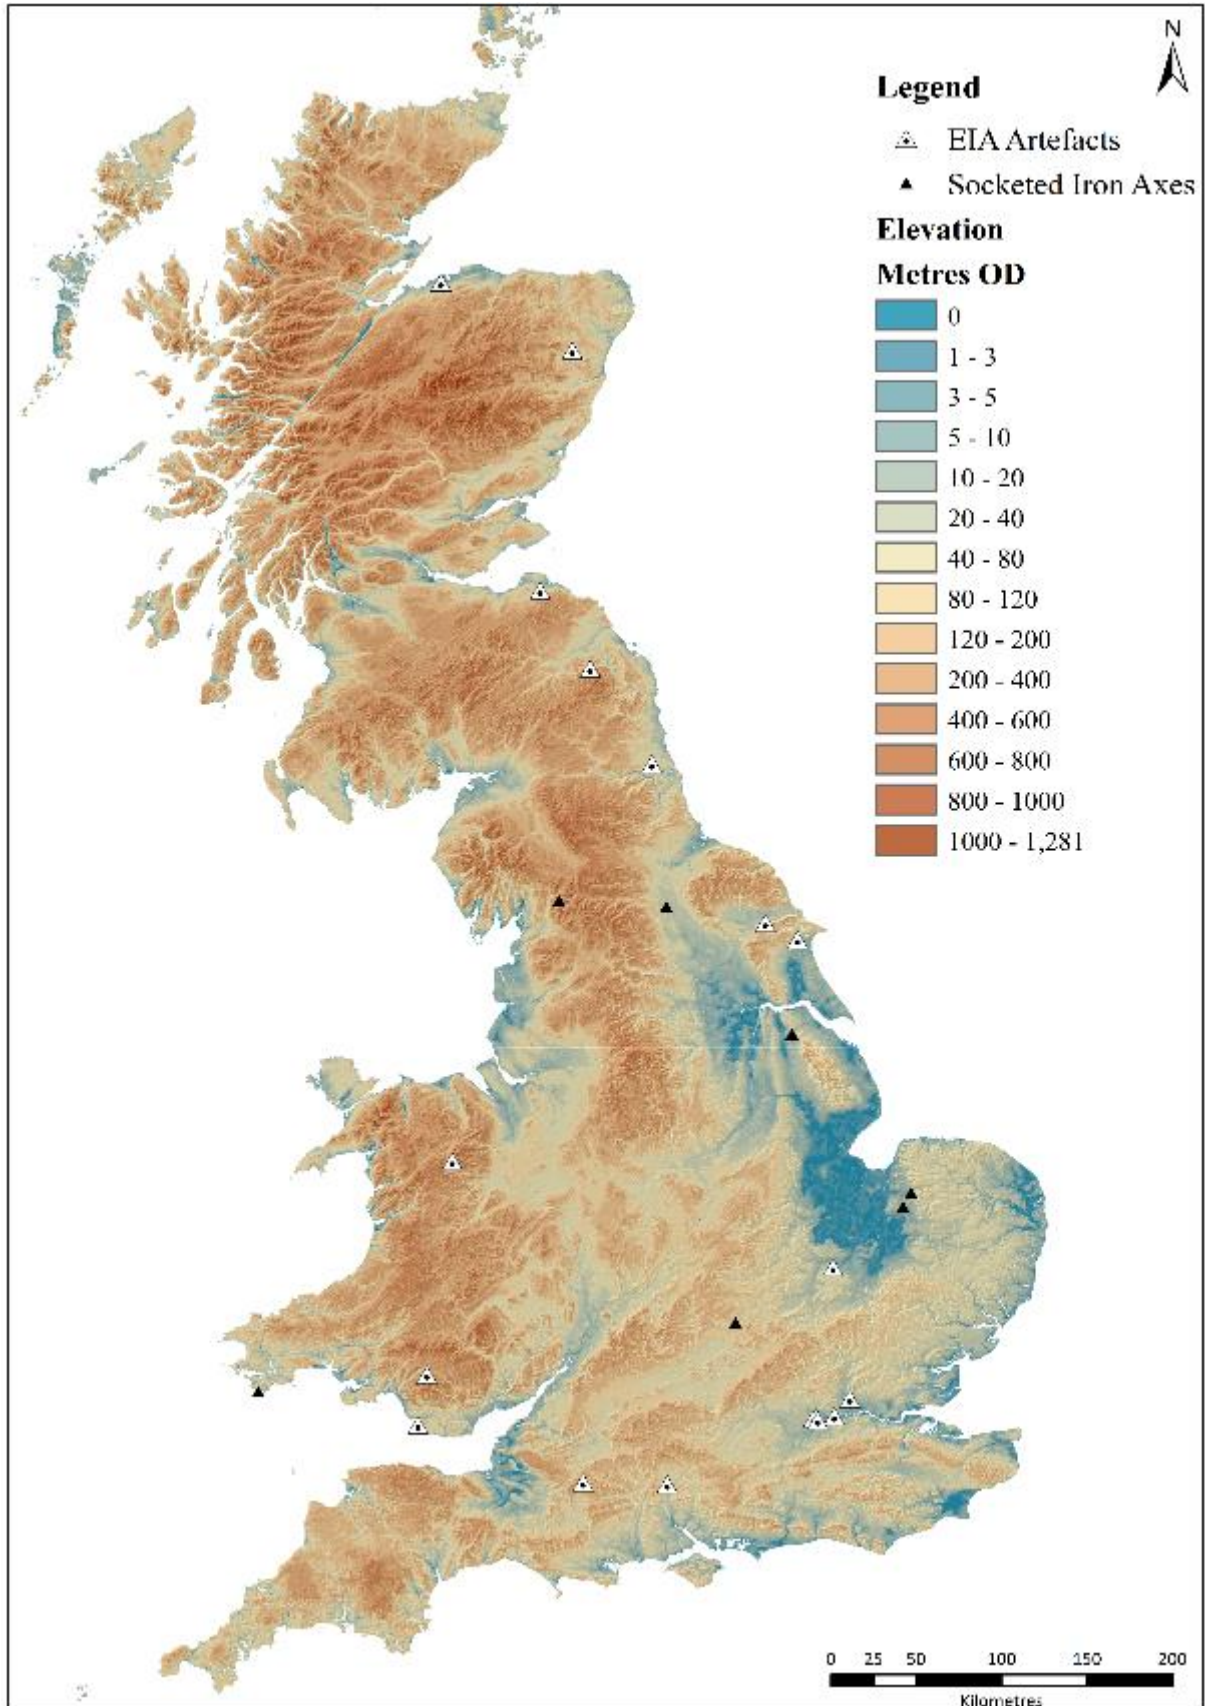 N
Legend
EIA Artefacts
Socketed Iron Axes
Elevation
Metres OD
0
1 - 3
3 - 5
5 - 10
10 - 20
20 - 40
40 - 80
80 - 120
120 - 200
200 - 400
400 - 600
600 - 800
800 - 1000
1000 - 1,281
0 25 50 100 150 200
Kilometres